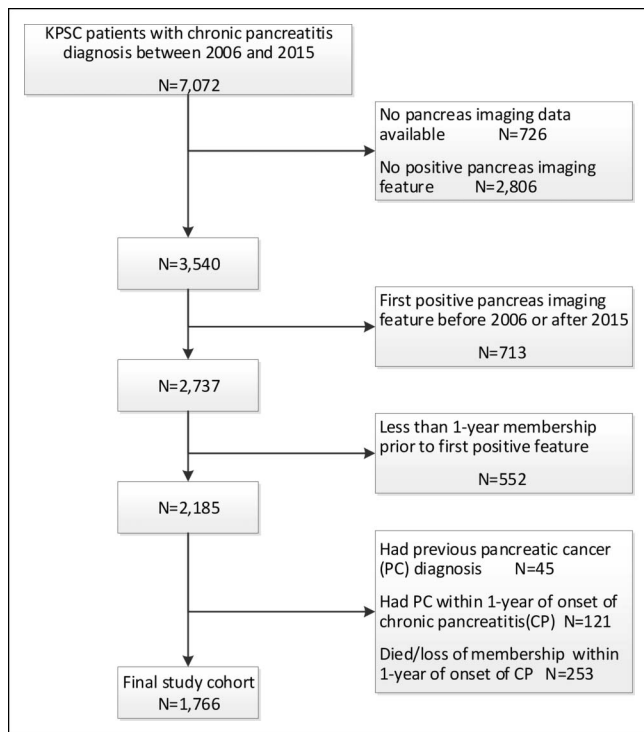 KPSC patients with chronic pancreatitis
diagnosis between 2006 and 2015
N=7,072
No pancreas imaging data
available N=726
No positive pancreas imaging
feature N=2,806
N=3,540
First positive pancreas imaging
feature before 2006 or after 2015
N=713
N=2,737
Less than 1-year membership
prior to first positive feature
N=552
N=2,185
Had previous pancreatic cancer
(PC) diagnosis N=45
Had PC within 1-year of onset of
chronic pancreatitis(CP) N=121
Died/loss of membership within
1-year of onset of CP N=253
Final study cohort
N=1,766